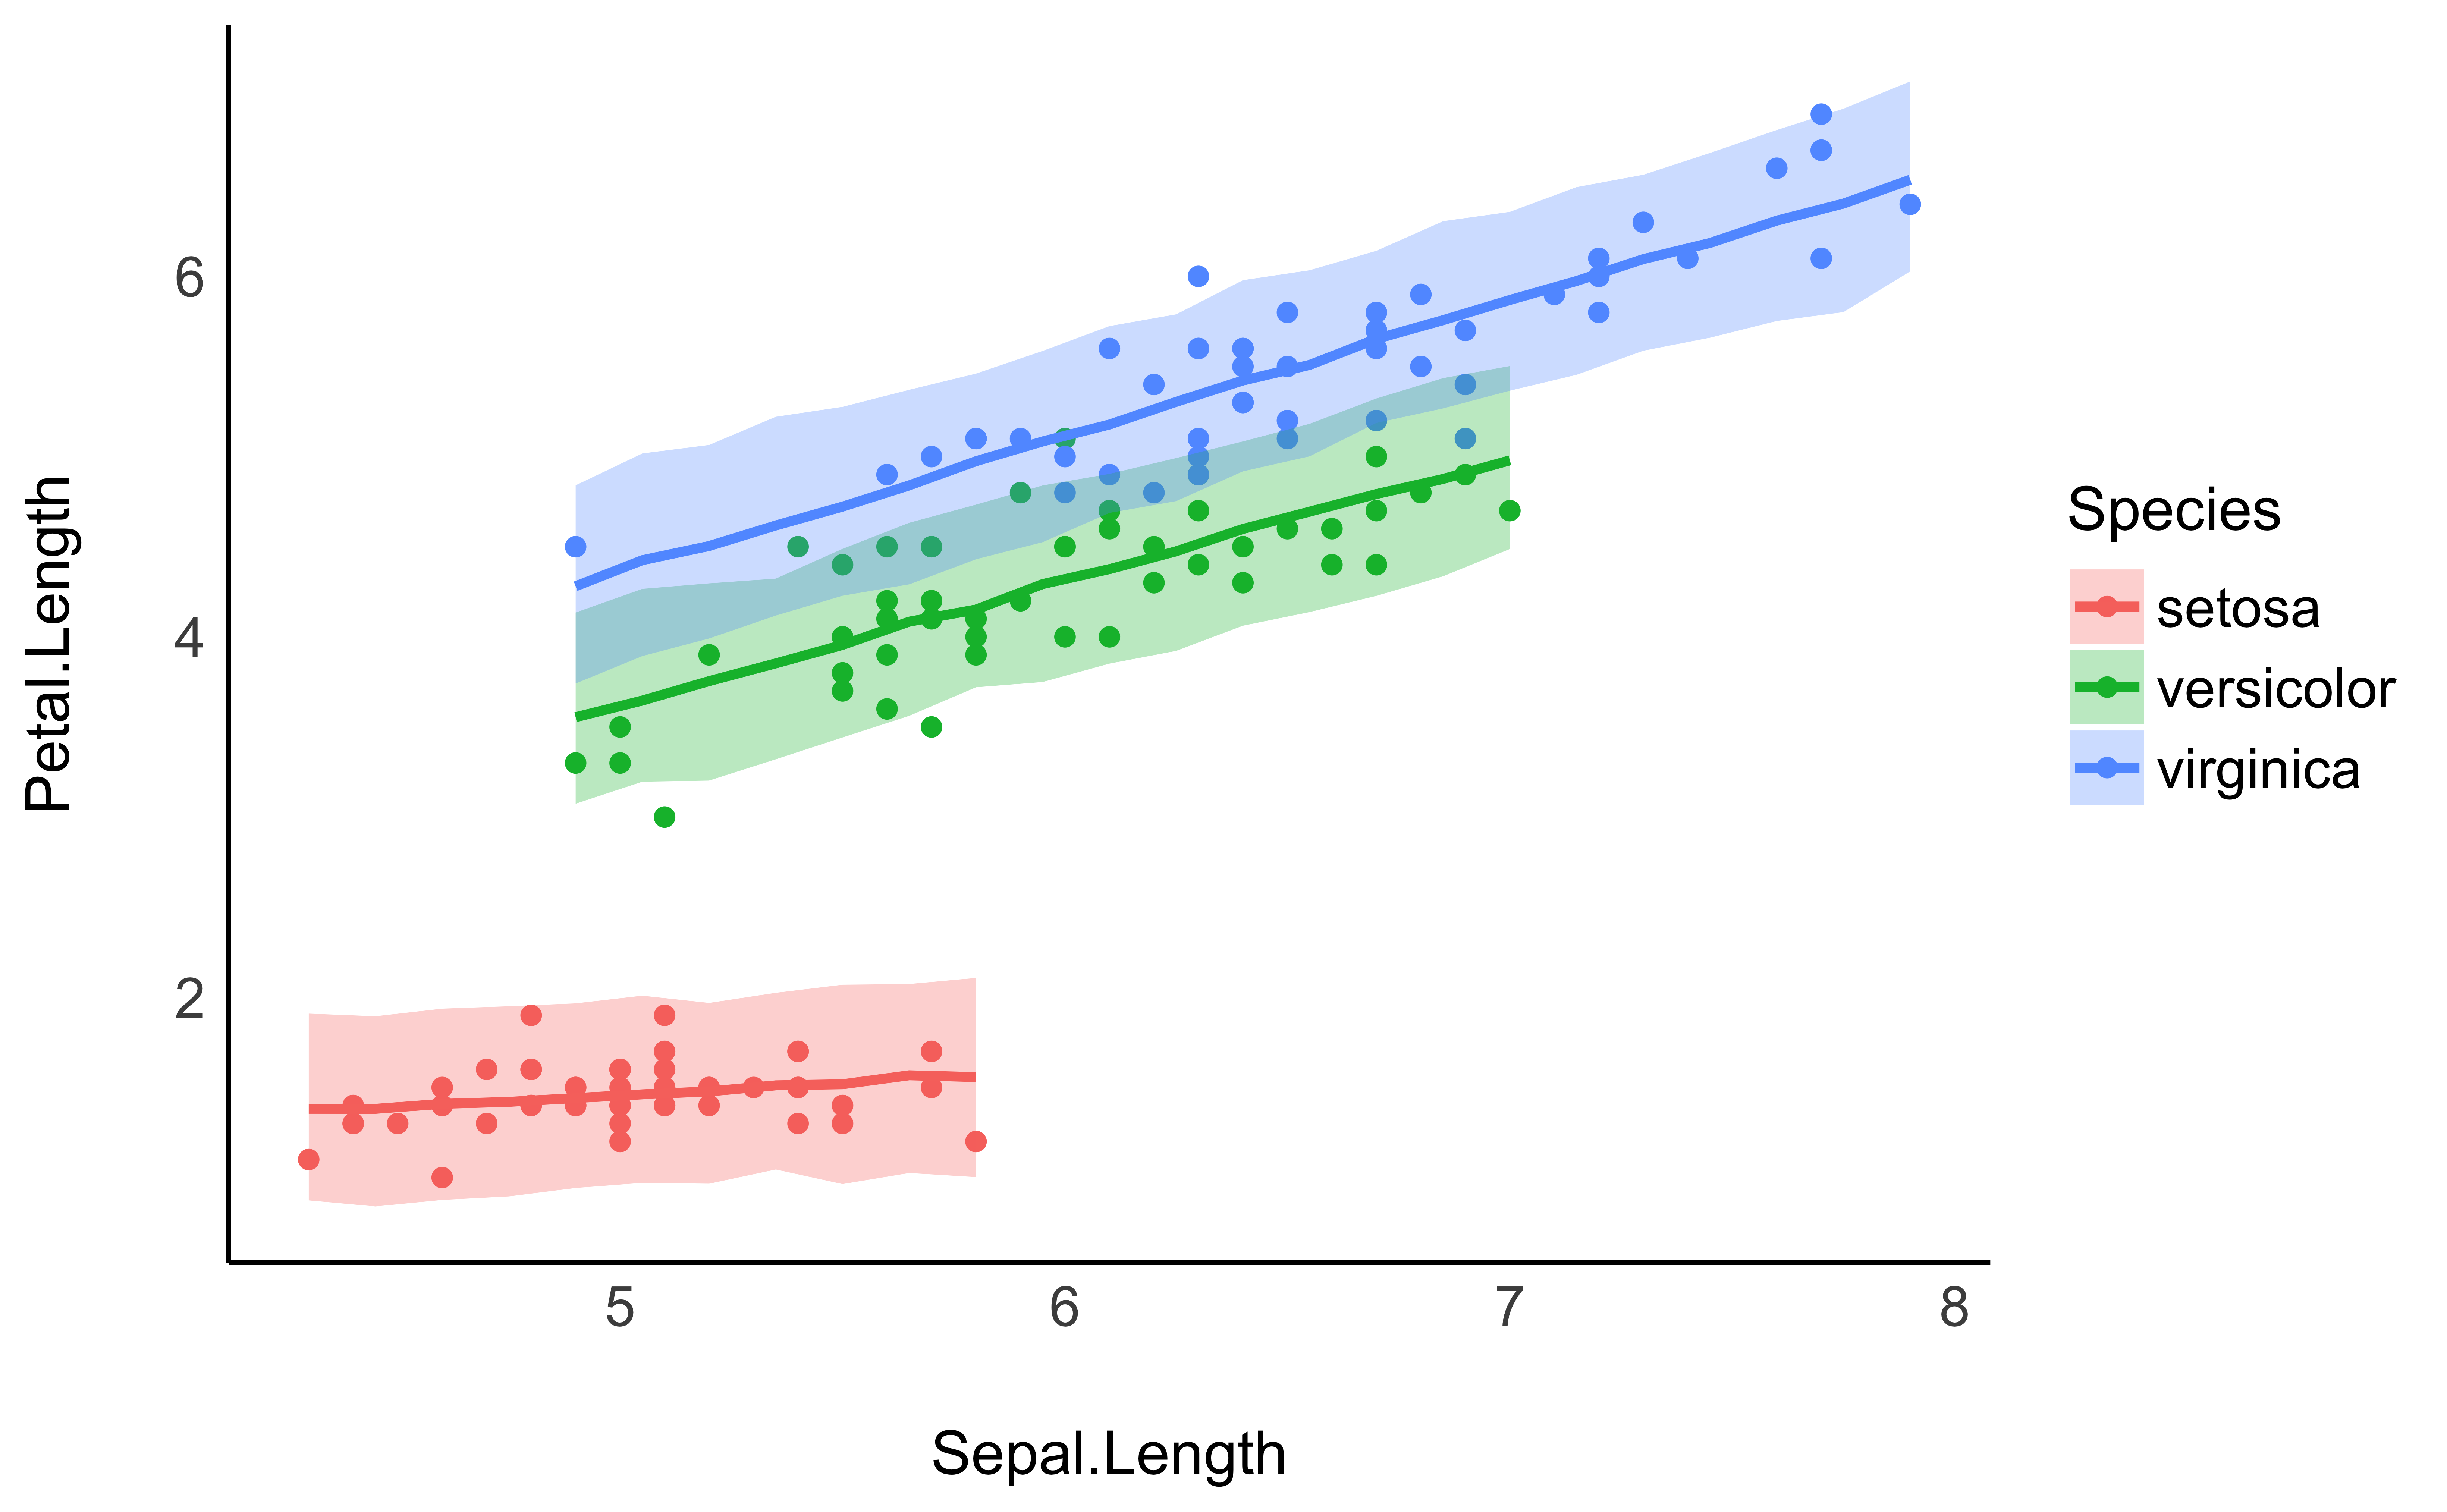 Petal.Length
6
4
2
5 6 7 8
Sepal.Length
Species
setosa
versicolor
virginica